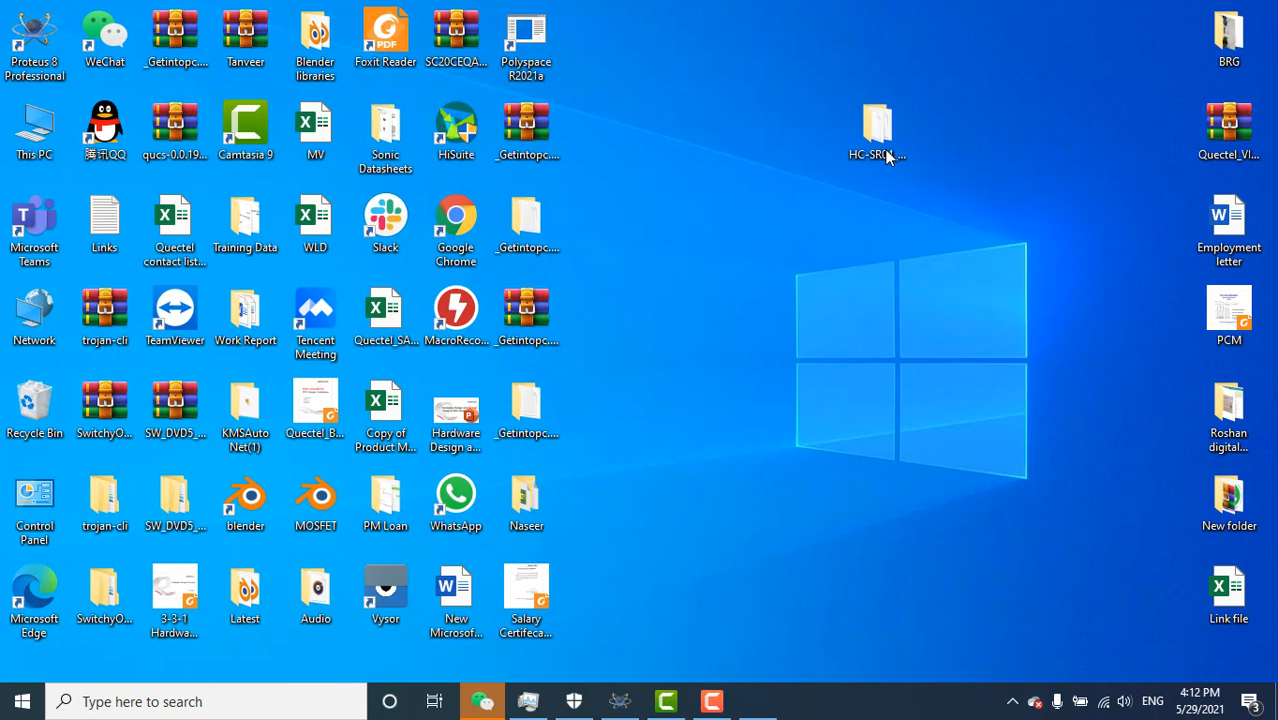 Proteus 8
Professional
WeChat
_Getintopc....
Tanveer
Blender
libraries
PDF
Foxit Reader
SC20CEQA...
Polyspace
R2021a
BRG
This PC
腾讯QQ
qucs-0.0.19...
Camtasia 9
MV
Sonic
Datasheets
HiSuite
_Getintopc....
HC-SR04_...
Quectel_VI...
Microsoft
Teams
Links
Quectel
contact list...
Training Data
WLD
Slack
Google
Chrome
_Getintopc....
Employment
letter
Network
trojan-cli
TeamViewer
Work Report
Tencent
Meeting
Quectel_SA...
MacroReco...
_Getintopc....
PCM
Recycle Bin
SwitchyO...
SW_DVD5_...
KMSAuto
Net(1)
Quectel_B...
Copy of
Product M...
Hardware
Design a...
_Getintopc....
Roshan
digital...
Control
Panel
trojan-cli
SW_DVD5_...
blender
MOSFET
PM Loan
WhatsApp
Naseer
New folder
Microsoft
Edge
SwitchyO...
3-3-1
Hardwa...
Latest
Audio
Vysor
New
Microsof...
Salary
Certifeca...
Link file
Type here to search
ENG
4:12 PM
5/29/2021
3